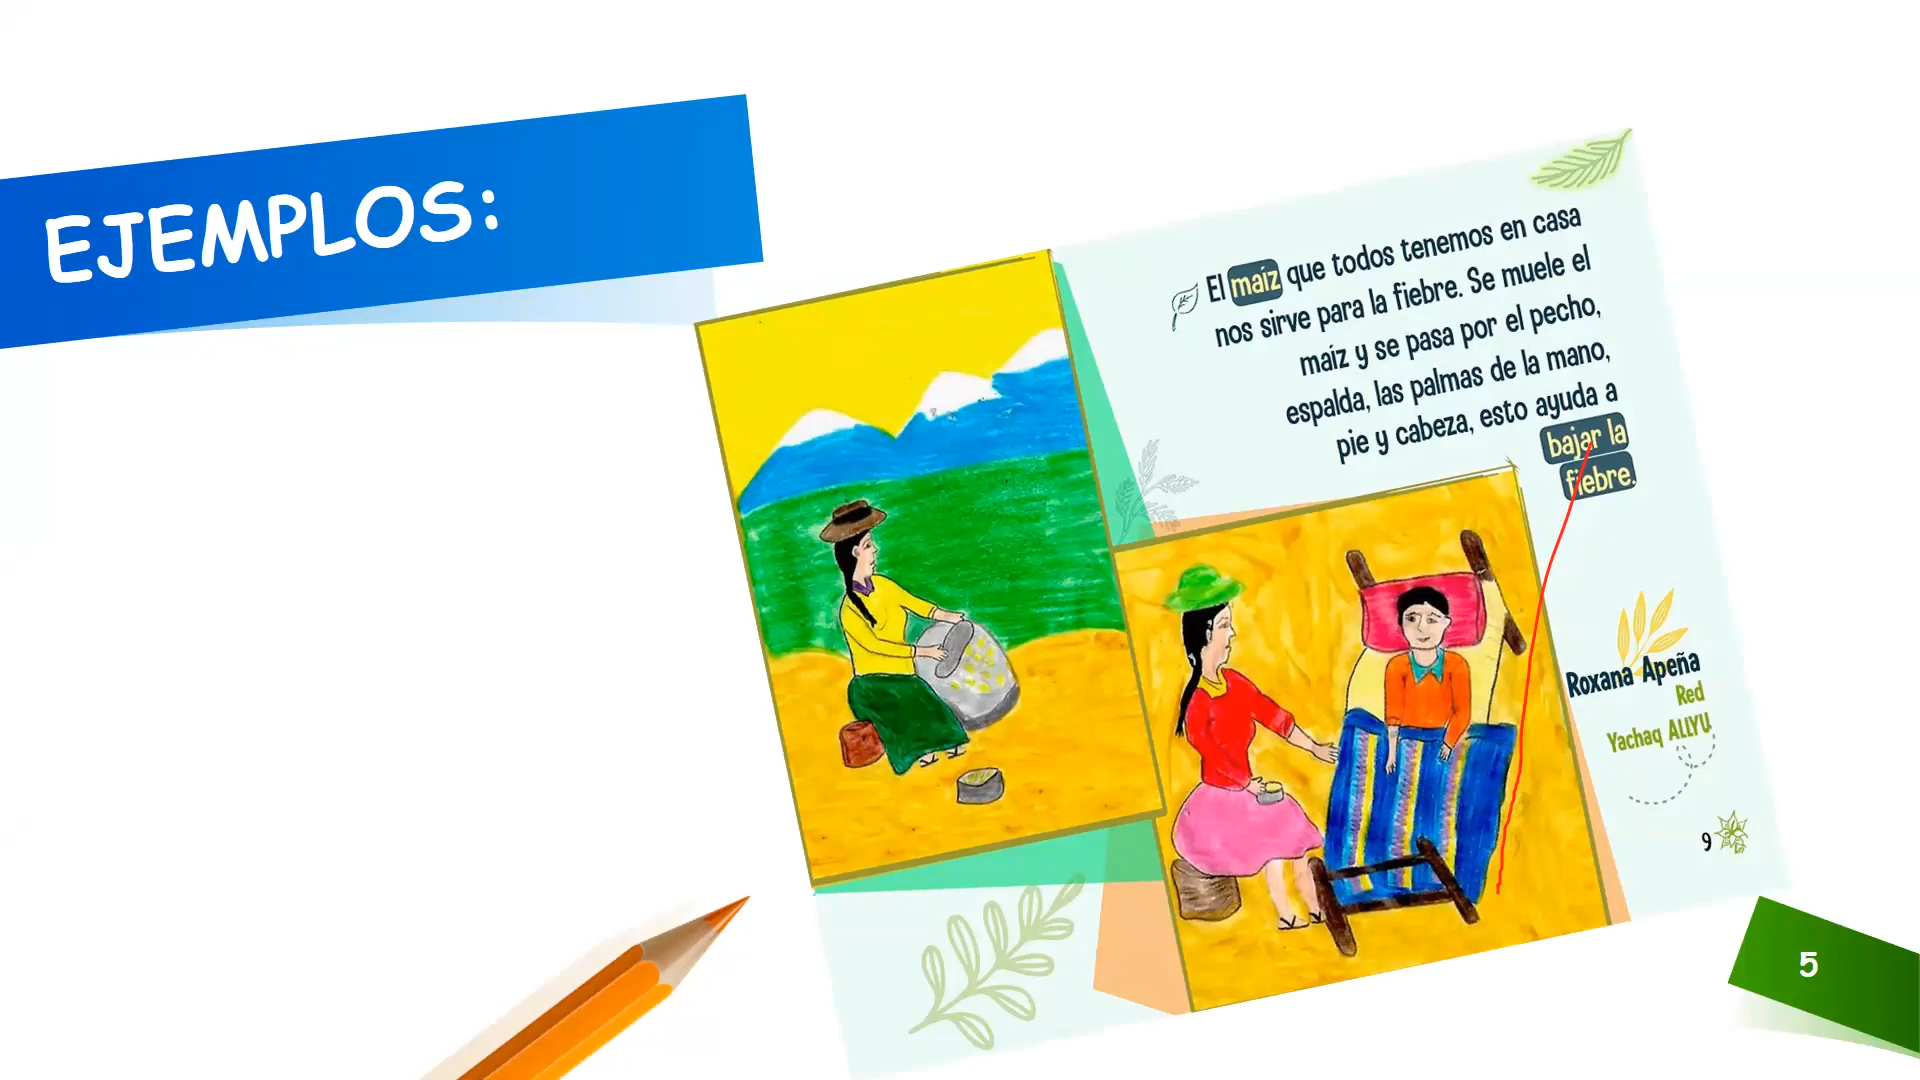 EJEMPLOS:
El maíz que todos tenemos en casa
nos sirve para la fiebre. Se muele el
maíz y se pasa por el pecho,
espalda, las palmas de la mano,
pie y cabeza, esto ayuda a
bajar la
fiebre.
Roxana Apeña
Red
Yachaq ALLYU
9
5